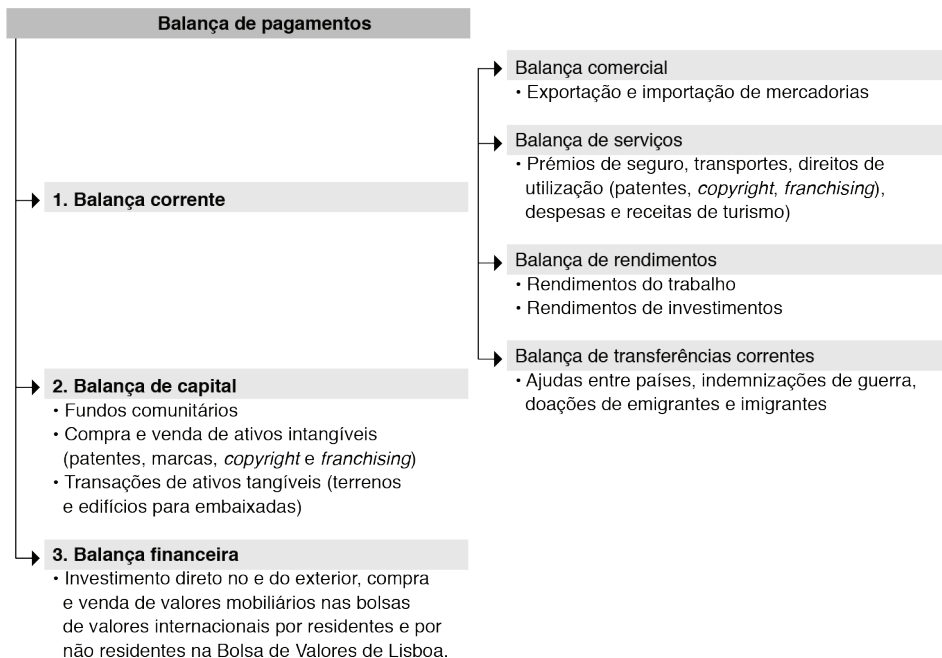 Balança de pagamentos
1. Balança corrente
Balança comercial
• Exportação e importação de mercadorias
Balança de serviços
• Prémios de seguro, transportes, direitos de
utilização (patentes, copyright, franchising),
despesas e receitas de turismo)
Balança de rendimentos
• Rendimentos do trabalho
• Rendimentos de investimentos
Balança de transferências correntes
• Ajudas entre países, indemnizações de guerra,
doações de emigrantes e imigrantes
2. Balança de capital
• Fundos comunitários
• Compra e venda de ativos intangíveis
(patentes, marcas, copyright e franchising)
• Transações de ativos tangíveis (terrenos
e edifícios para embaixadas)
3. Balança financeira
• Investimento direto no e do exterior, compra
e venda de valores mobiliários nas bolsas
de valores internacionais por residentes e por
não residentes na Bolsa de Valores de Lisboa.